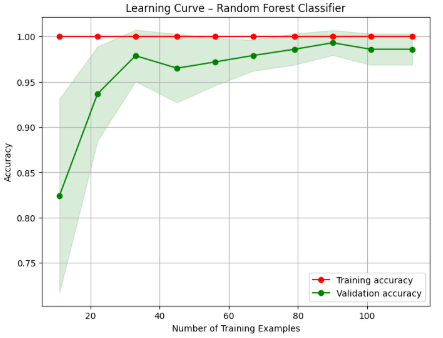 Learning Curve – Random Forest Classifier
1.00
0.95
0.90
0.85
0.80
0.75
Accuracy
20
40
60
80
100
Number of Training Examples
Training accuracy
Validation accuracy